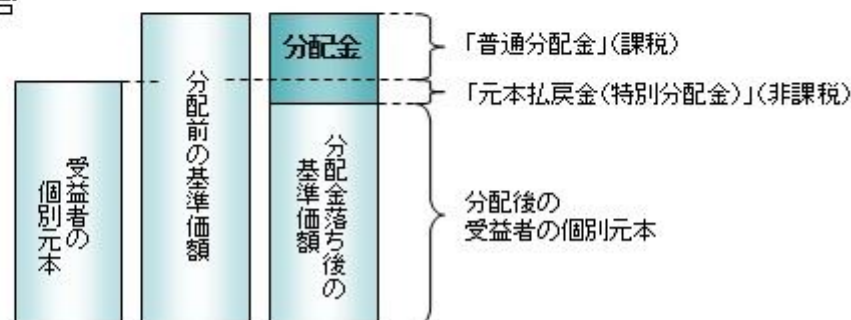 分配金
「普通分配金」(課税)
「元本払戻金(特別分配金)」(非課税)
受益者の
個別元本
分配前の基準価額
分配金落ち後の
基準価額
分配後の
受益者の個別元本